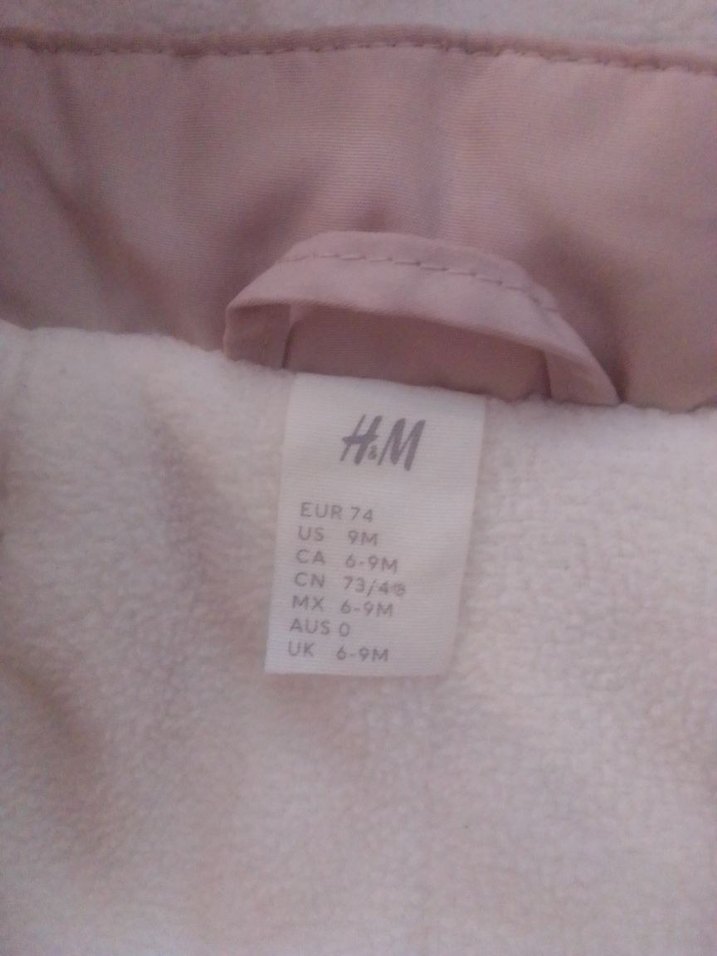 H&M
EUR 74
US 9M
CA 6-9M
CN 73/48
MX 6-9M
AUS 0
UK 6-9M